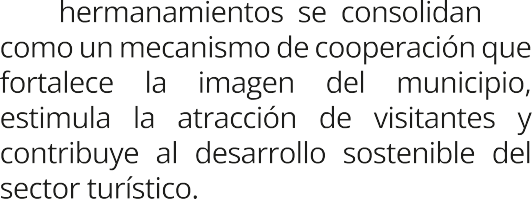 hermanamientos se consolidan
como un mecanismo de cooperación que
fortalece la imagen del municipio,
estimula la atracción de visitantes y
contribuye al desarrollo sostenible del
sector turístico.